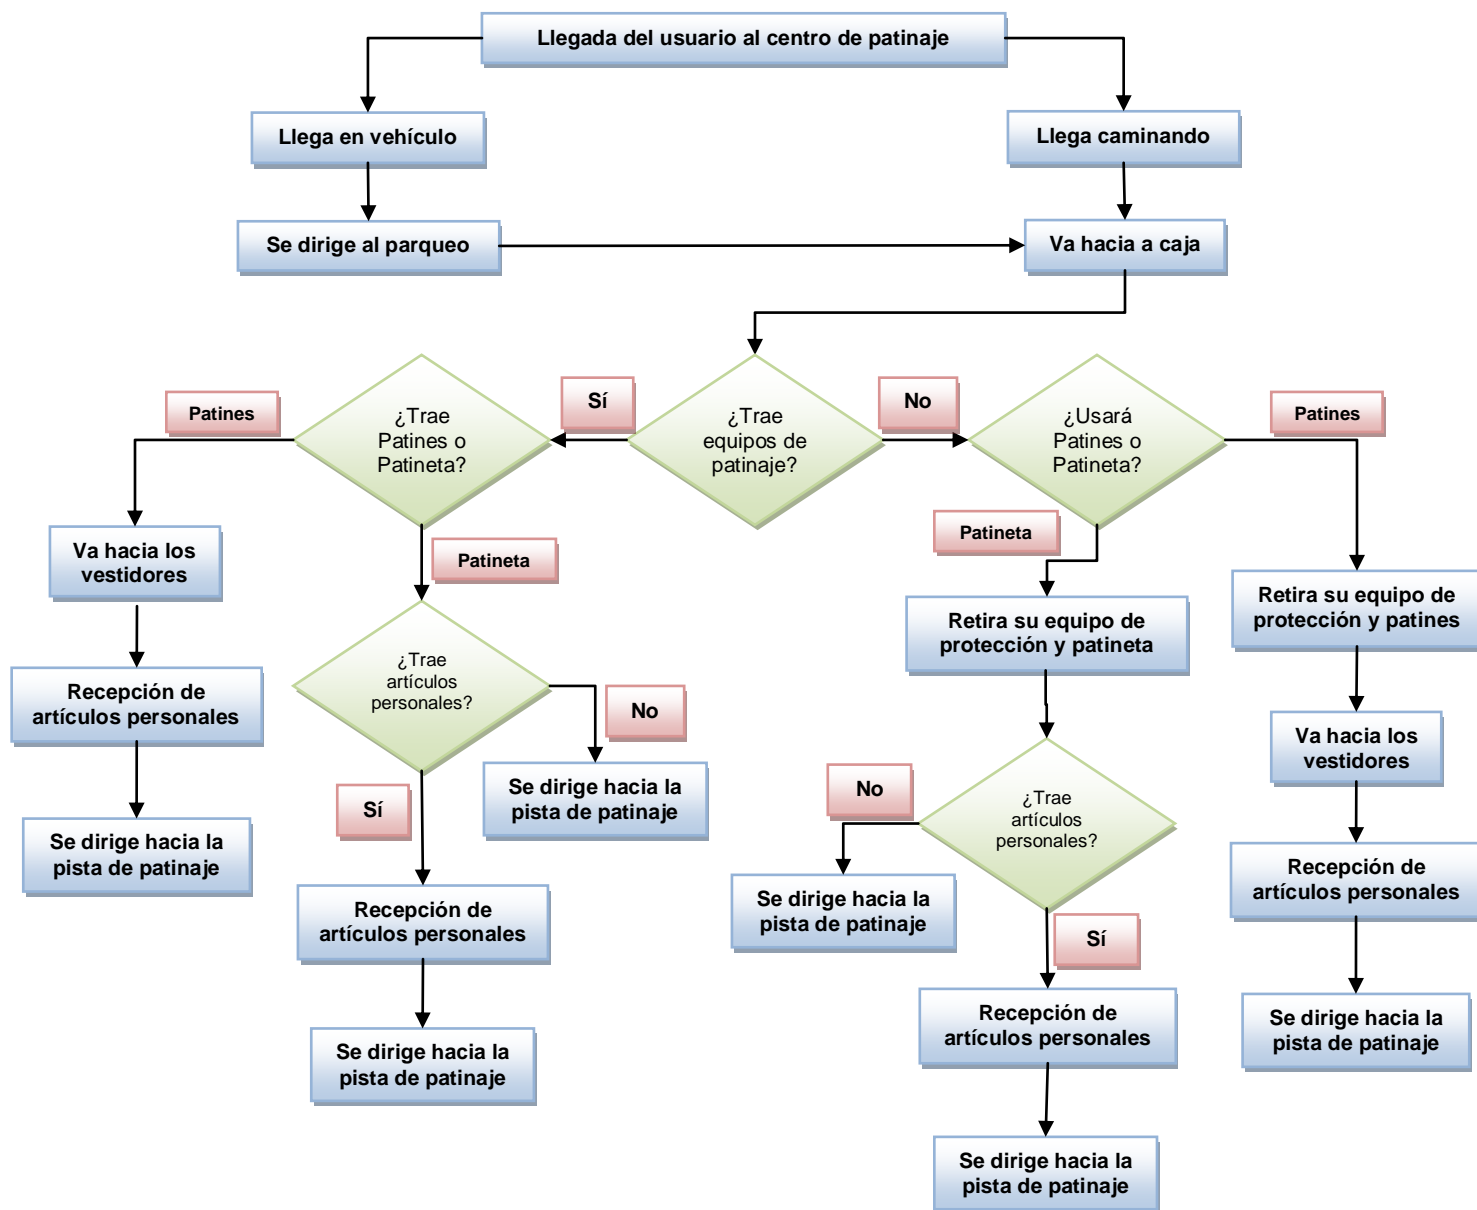 Llegada del usuario al centro de patinaje
Llega en vehículo
Llega caminando
Se dirige al parqueo
Va hacia a caja
Patines
¿Trae
Patines o
Patineta?
Sí
¿Trae
equipos de
patinaje?
No
¿Usará
Patines o
Patineta?
Patines
Va hacia los
vestidores
Patineta
Patineta
Retira su equipo de
protección y patineta
Retira su equipo de
protección y patines
Recepción de
artículos personales
¿Trae
artículos
personales?
No
Va hacia los
vestidores
Se dirige hacia la
pista de patinaje
Sí
Se dirige hacia la
pista de patinaje
No
¿Trae
artículos
personales?
Se dirige hacia la
pista de patinaje
Recepción de
artículos personales
Recepción de
artículos personales
Sí
Se dirige hacia la
pista de patinaje
Recepción de
artículos personales
Se dirige hacia la
pista de patinaje
Se dirige hacia la
pista de patinaje